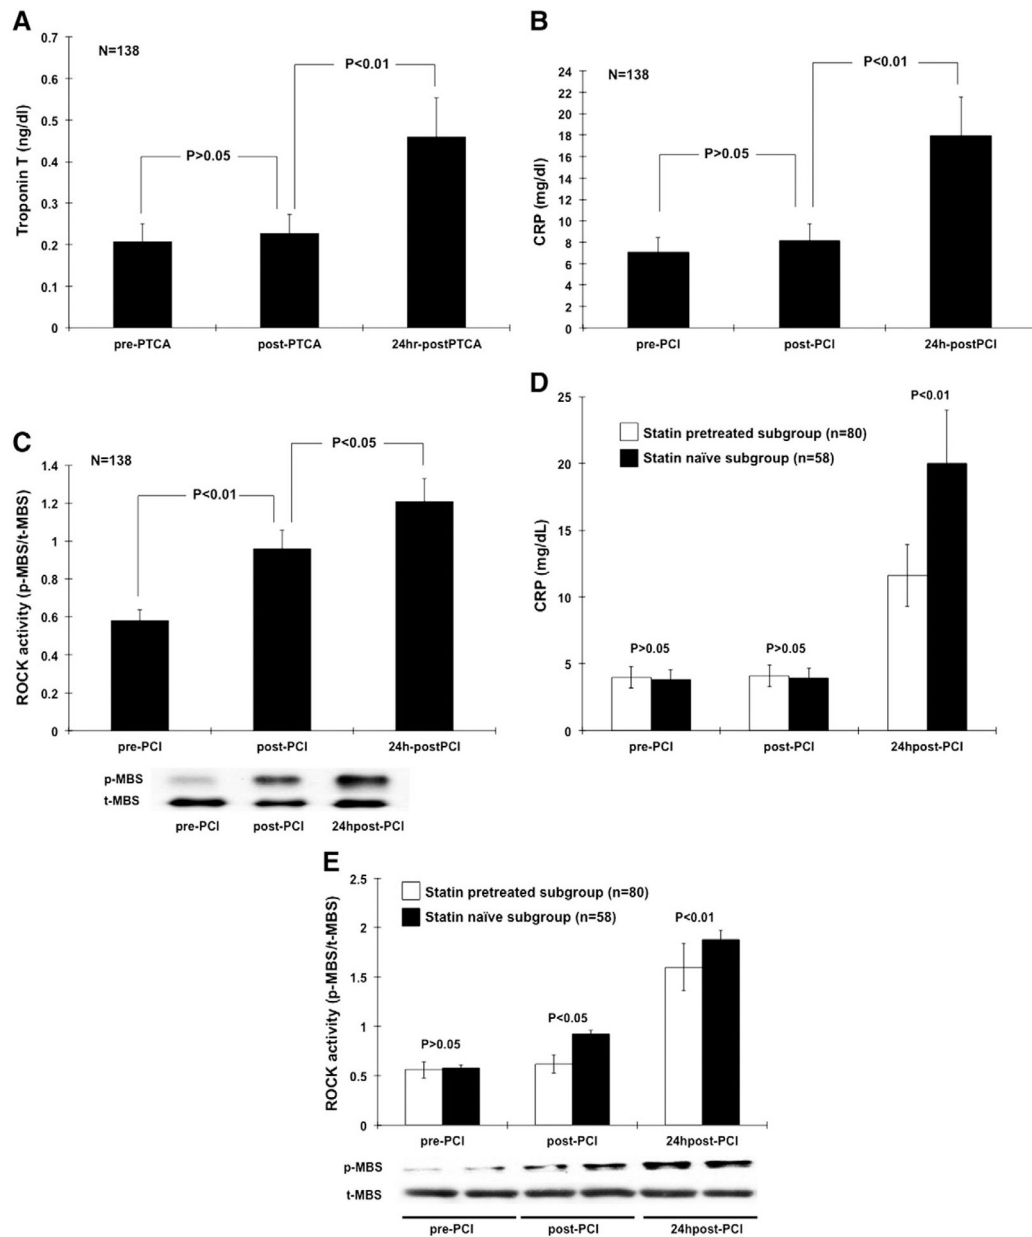 A
N=138
Troponin T (ng/dl)
0.7
0.6
0.5
0.4
0.3
0.2
0.1
0
P>0.05
P<0.01
pre-PTCA post-PTCA 24hr-postPTCA
B
N=138
CRP (mg/dl)
24
22
20
18
16
14
12
10
8
6
4
2
0
P>0.05
P<0.01
pre-PCI post-PCI 24h-postPCI
C
N=138
ROCK activity (p-MBS/t-MBS)
1.4
1.2
1
0.8
0.6
0.4
0.2
0
P<0.01
P<0.05
pre-PCI post-PCI 24h-postPCI
p-MBS
t-MBS
pre-PCI post-PCI 24hpost-PCI
D
Statin pretreated subgroup (n=80)
Statin naïve subgroup (n=58)
CRP (mg/dL)
25
20
15
10
5
0
P>0.05
P>0.05
P<0.01
pre-PCI post-PCI 24hpost-PCI
E
Statin pretreated subgroup (n=80)
Statin naïve subgroup (n=58)
ROCK activity (p-MBS/t-MBS)
2.5
2
1.5
1
0.5
0
P>0.05
P<0.05
P<0.01
pre-PCI post-PCI 24hpost-PCI
p-MBS
t-MBS
pre-PCI post-PCI 24hpost-PCI